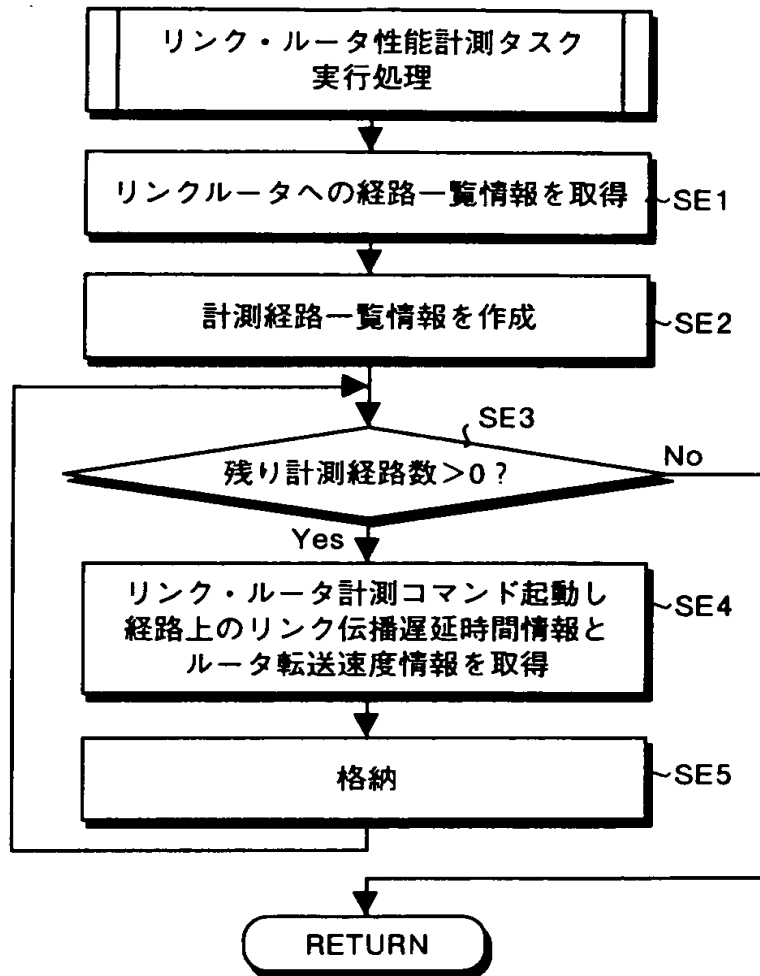 リンク・ルータ性能計測タスク
実行処理
リンクルータへの経路一覧情報を取得
SE1
計測経路一覧情報を作成
SE2
SE3
残り計測経路数>0?
No
Yes
リンク・ルータ計測コマンド起動し
経路上のリンク伝播遅延時間情報と
ルータ転送速度情報を取得
SE4
格納
SE5
RETURN